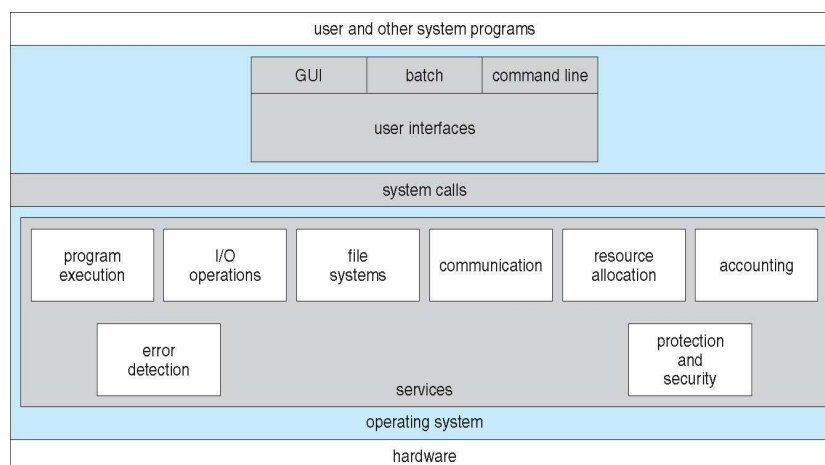 user and other system programs
GUI
batch
command line
user interfaces
system calls
program
execution
I/O
operations
file
systems
communication
resource
allocation
accounting
error
detection
protection
and
security
services
operating system
hardware